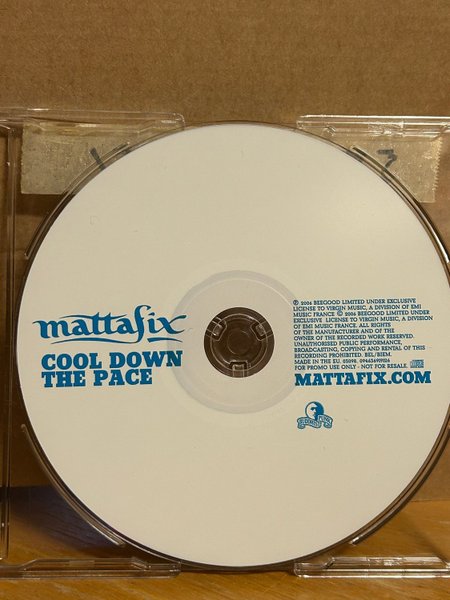 mattafix
COOL DOWN
THE PACE
℗ 2006 BEEGOOD LIMITED UNDER EXCLUSIVE
LICENSE TO VIRGIN MUSIC, A DIVISION OF EMI
MUSIC FRANCE © 2006 BEEGOOD LIMITED UNDER
EXCLUSIVE LICENSE TO VIRGIN MUSIC, A DIVISION
OF EMI MUSIC FRANCE. ALL RIGHTS
OF THE MANUFACTURER AND OF THE
OWNER OF THE RECORDED WORK RESERVED.
UNAUTHORISED PUBLIC PERFORMANCE,
BROADCASTING, COPYING AND RENTAL OF THIS
RECORDING PROHIBITED. BEL/BIEM.
MADE IN THE EU.
FOR PROMO USE ONLY - NOT FOR RESALE.
MATTAFIX.COM